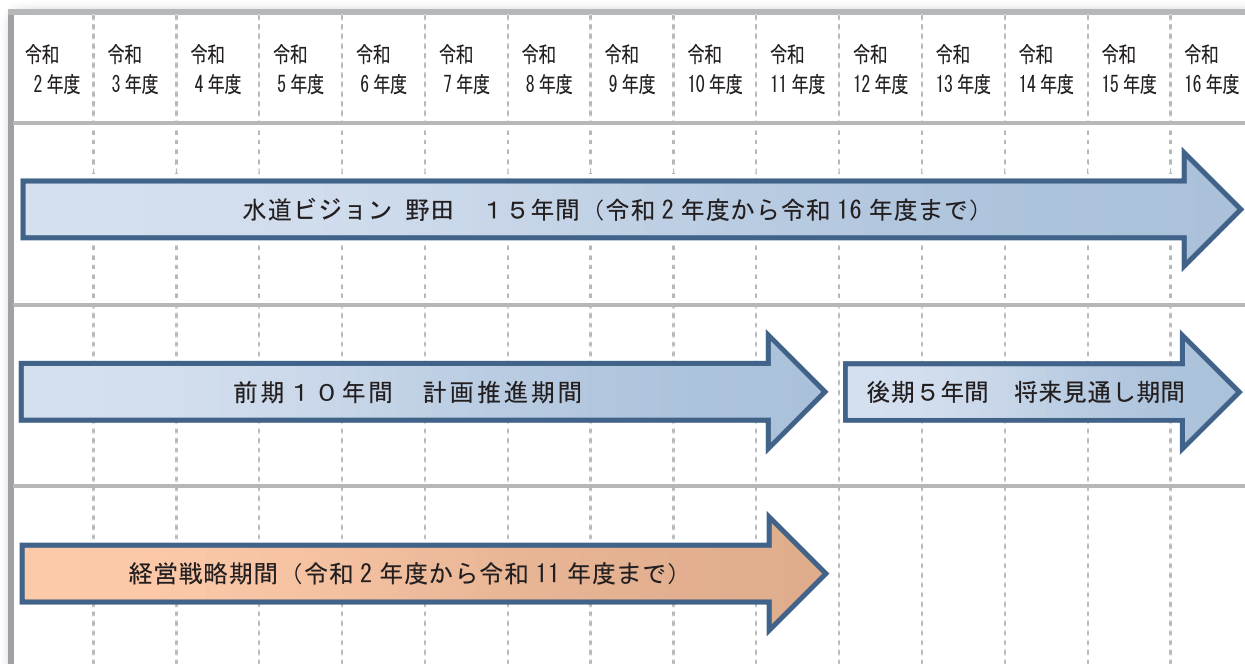 令和
2年度
令和
3年度
令和
4年度
令和
5年度
令和
6年度
令和
7年度
令和
8年度
令和
9年度
令和
10年度
令和
11年度
令和
12年度
令和
13年度
令和
14年度
令和
15年度
令和
16年度
水道ビジョン 野田　１５年間（令和2年度から令和16年度まで）
前期１０年間　計画推進期間
後期５年間　将来見通し期間
経営戦略期間（令和2年度から令和11年度まで）